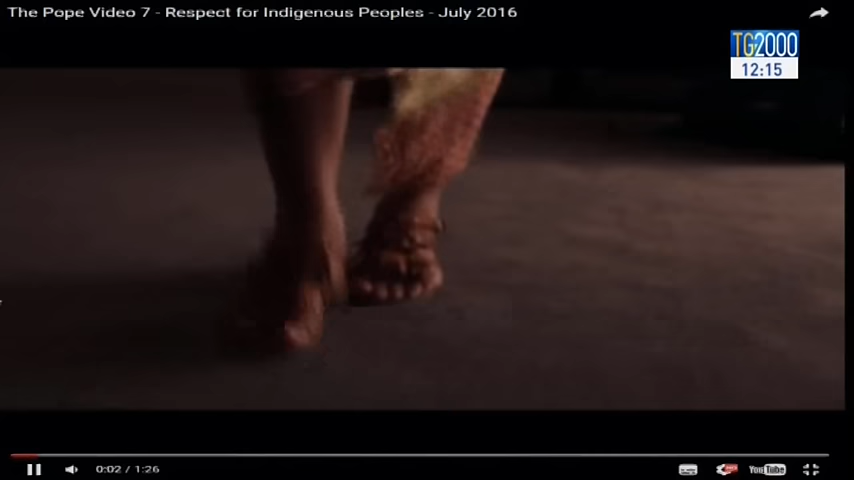 The Pope Video 7 - Respect for Indigenous Peoples - July 2016
TG2000
12:15
0:02 / 1:26
YouTube